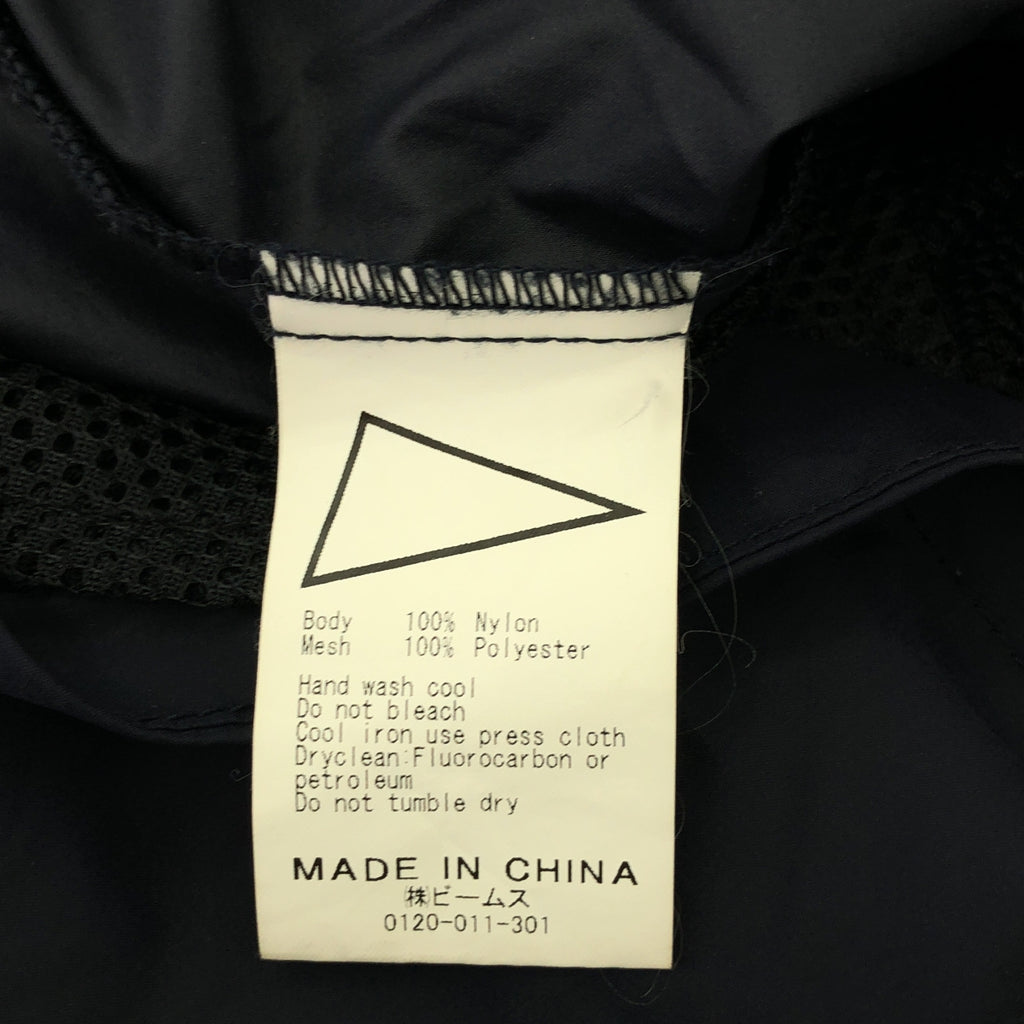 Body 100% Nylon
Mesh 100% Polyester
Hand wash cool
Do not bleach
Cool iron use press cloth
Dryclean:Fluorocarbon or
petroleum
Do not tumble dry
MADE IN CHINA
㈱ビームス
0120-011-301